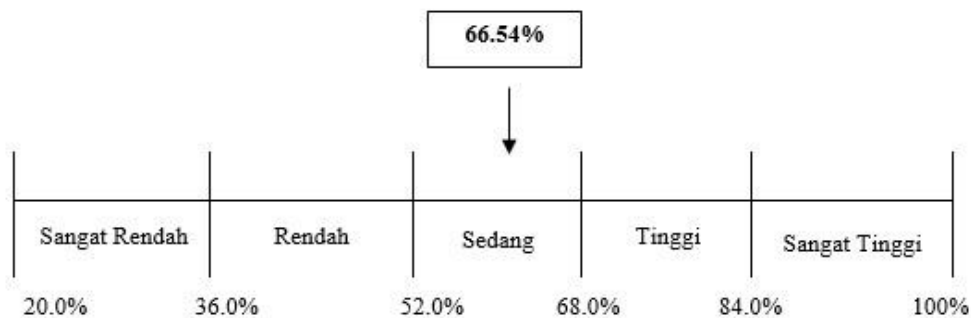 66.54%
Sangat Rendah Rendah Sedang Tinggi Sangat Tinggi
20.0% 36.0% 52.0% 68.0% 84.0% 100%